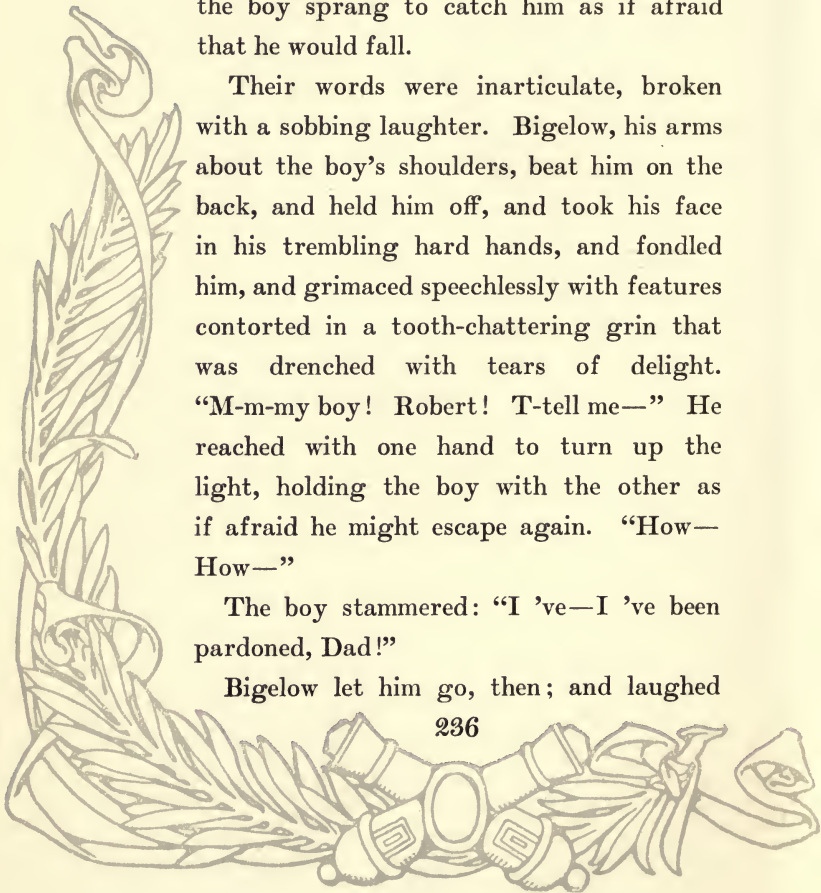 the boy sprang to catch him as if afraid
that he would fall.
Their words were inarticulate, broken
with a sobbing laughter. Bigelow, his arms
about the boy's shoulders, beat him on the
back, and held him off, and took his face
in his trembling hard hands, and fondled
him, and grimaced speechlessly with features
contorted in a tooth-chattering grin that
was drenched with tears of delight.
“M-m-my boy! Robert! T-tell me—” He
reached with one hand to turn up the
light, holding the boy with the other as
if afraid he might escape again. “How—
How—”
The boy stammered: “I 've—I 've been
pardoned, Dad!”
Bigelow let him go, then; and laughed
236